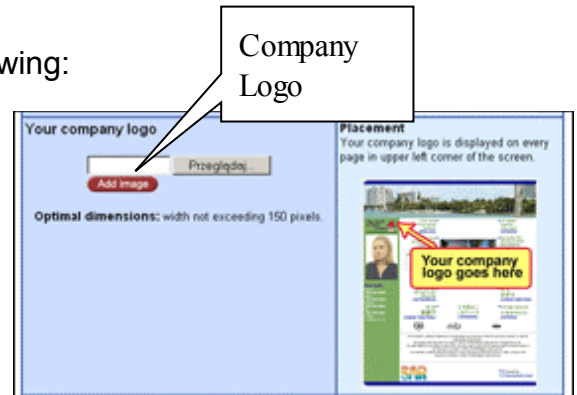 wing:
Company
Logo
Your company logo
Przeglądaj...
Add image
Optimal dimensions: width not exceeding 150 pixels.
Placement
Your company logo is displayed on every
page in upper left corner of the screen.
Your company
logo goes here